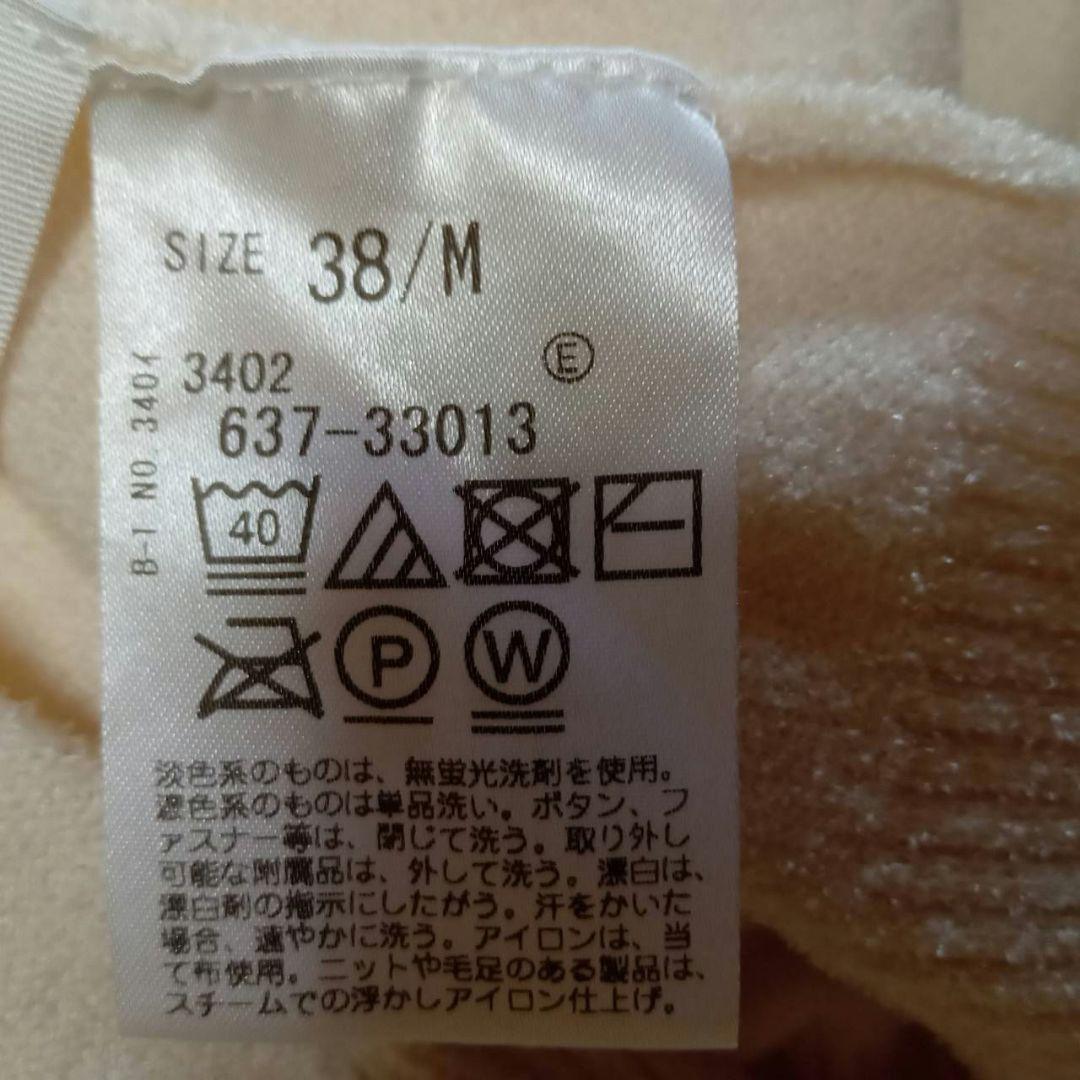 SIZE 38/M
E
3402
637-33013
B-1 NO.3401
40
P
W
淡色系のものは、無蛍光洗剤を使用。
濃色系のものは単品洗い。ボタン、フ
ァスナー等は、閉じて洗う。取り外し
可能な附属品は、外して洗う。漂白は、
漂白剤の指示にしたがう。汗をかいた
場合、速やかに洗う。アイロンは、当
て布使用。ニットや毛足のある製品は、
スチームでの浮かしアイロン仕上げ。